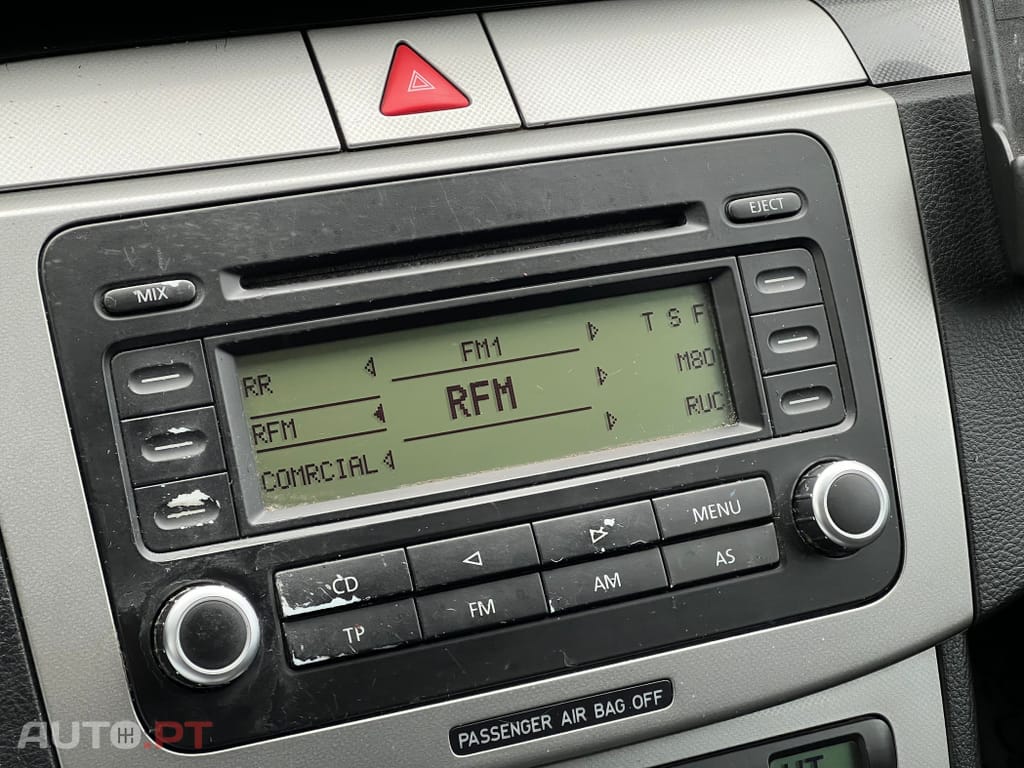 EJECT
MIX
FM1
T S F
RR
M80
RFM
RFM
RUC
COMRCIAL
MENU
CD
AS
AM
FM
TP
PASSENGER AIR BAG OFF
AUTO.PT